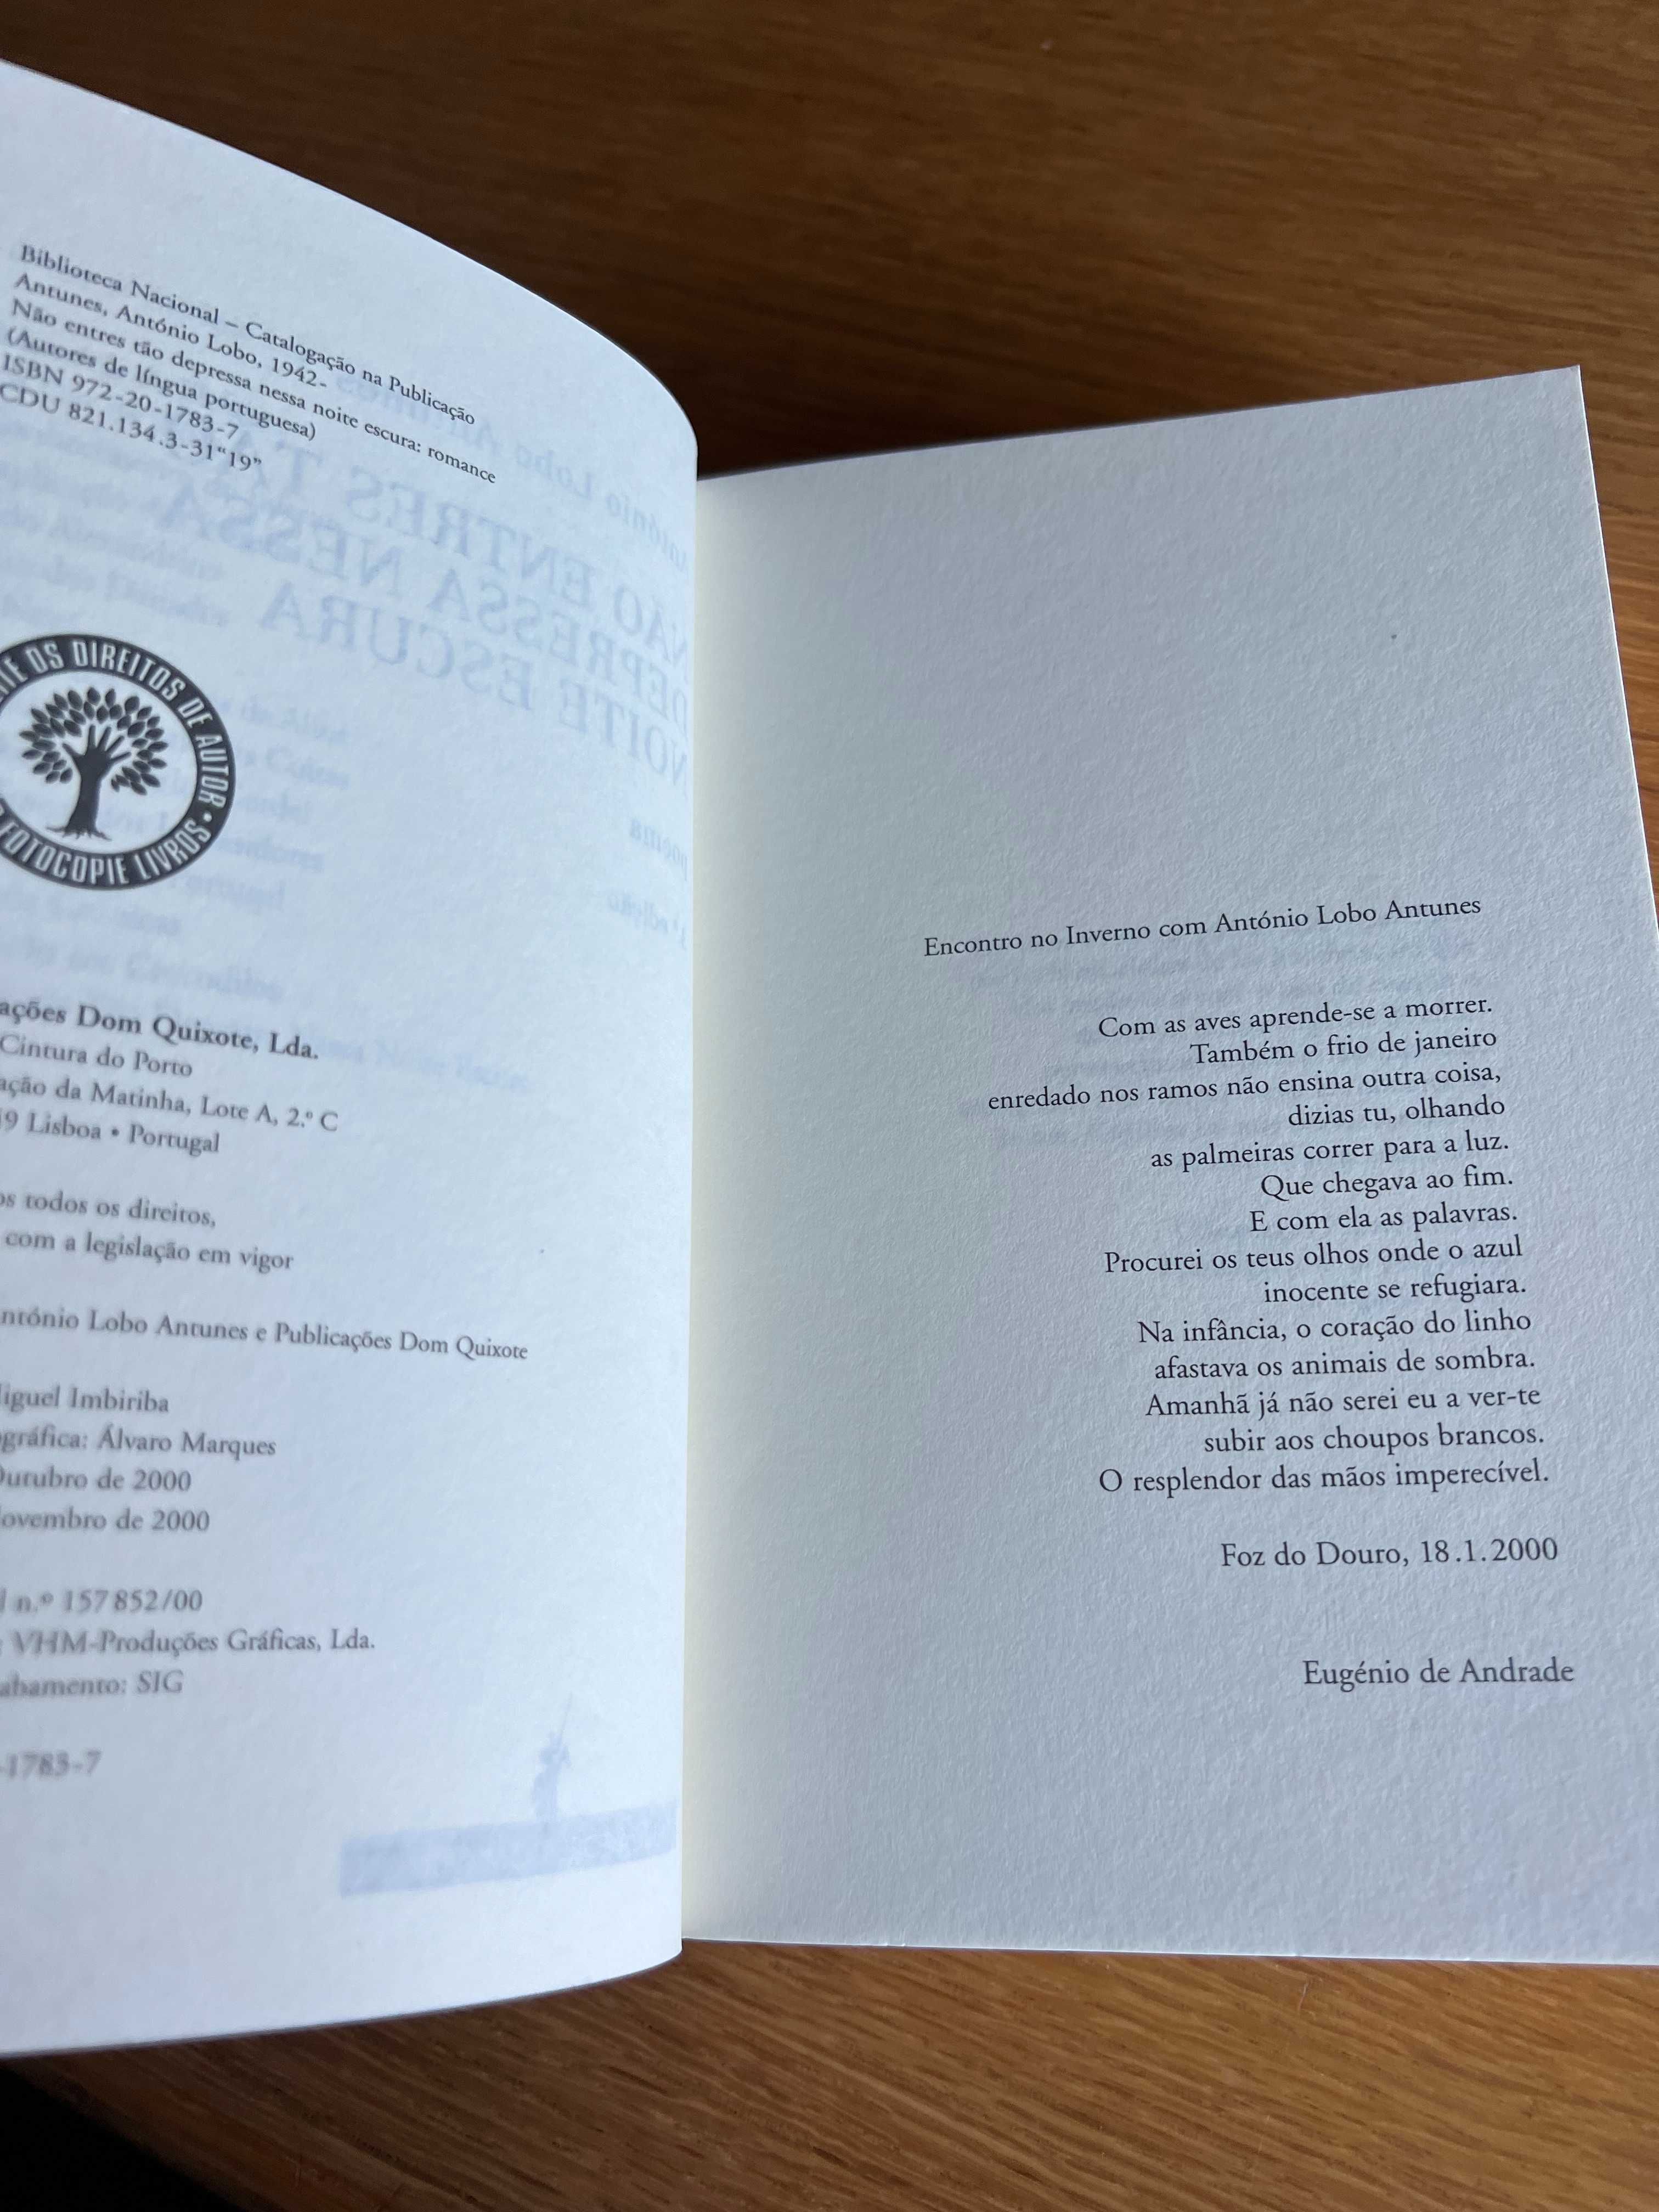 Biblioteca Nacional – Catalogação na Publicação
Antunes, António Lobo, 1942-
Não entres tão depressa nessa noite escura: romance
(Autores de língua portuguesa)
ISBN 972-20-1783-7
CDU 821.134.3-31"19"
OS DIREITOS DE AUTOR •
FOTOCOPIE LIVROS
ações Dom Quixote, Lda.
Cintura do Porto
ação da Matinha, Lote A, 2.º C
9 Lisboa • Portugal
os todos os direitos,
com a legislação em vigor
ntónio Lobo Antunes e Publicações Dom Quixote
iguel Imbiriba
gráfica: Álvaro Marques
utubro de 2000
ovembro de 2000
l n.º 157 852/00
VHM-Produções Gráficas, Lda.
abamento: SIG
-1783-7
Encontro no Inverno com António Lobo Antunes
Com as aves aprende-se a morrer.
Também o frio de janeiro
enredado nos ramos não ensina outra coisa,
dizias tu, olhando
as palmeiras correr para a luz.
Que chegava ao fim.
E com ela as palavras.
Procurei os teus olhos onde o azul
inocente se refugiara.
Na infância, o coração do linho
afastava os animais de sombra.
Amanhã já não serei eu a ver-te
subir aos choupos brancos.
O resplendor das mãos imperecível.
Foz do Douro, 18.1.2000
Eugénio de Andrade